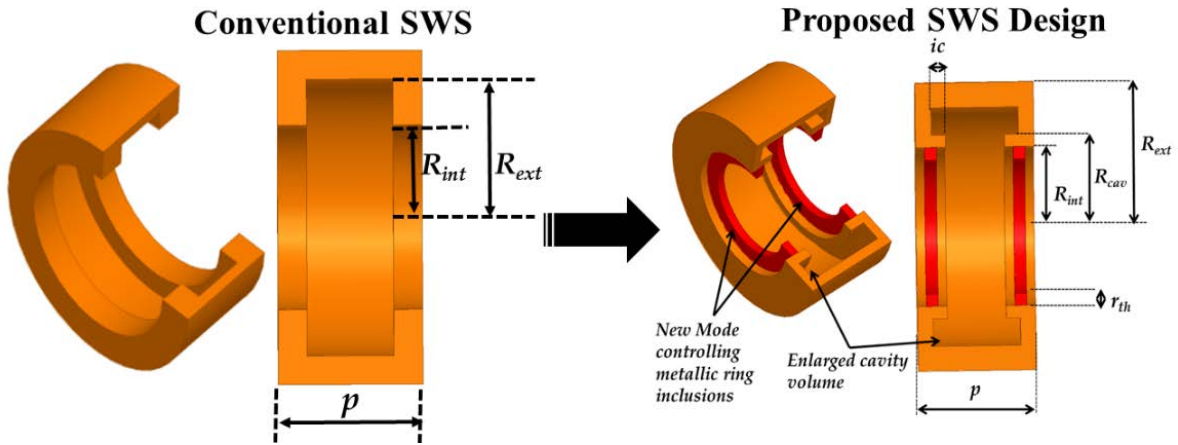 Conventional SWS
Proposed SWS Design
R_int
R_ext
p
ic
R_ext
R_cav
R_int
r_th
New Mode
controlling
metallic ring
inclusions
Enlarged cavity
volume
p